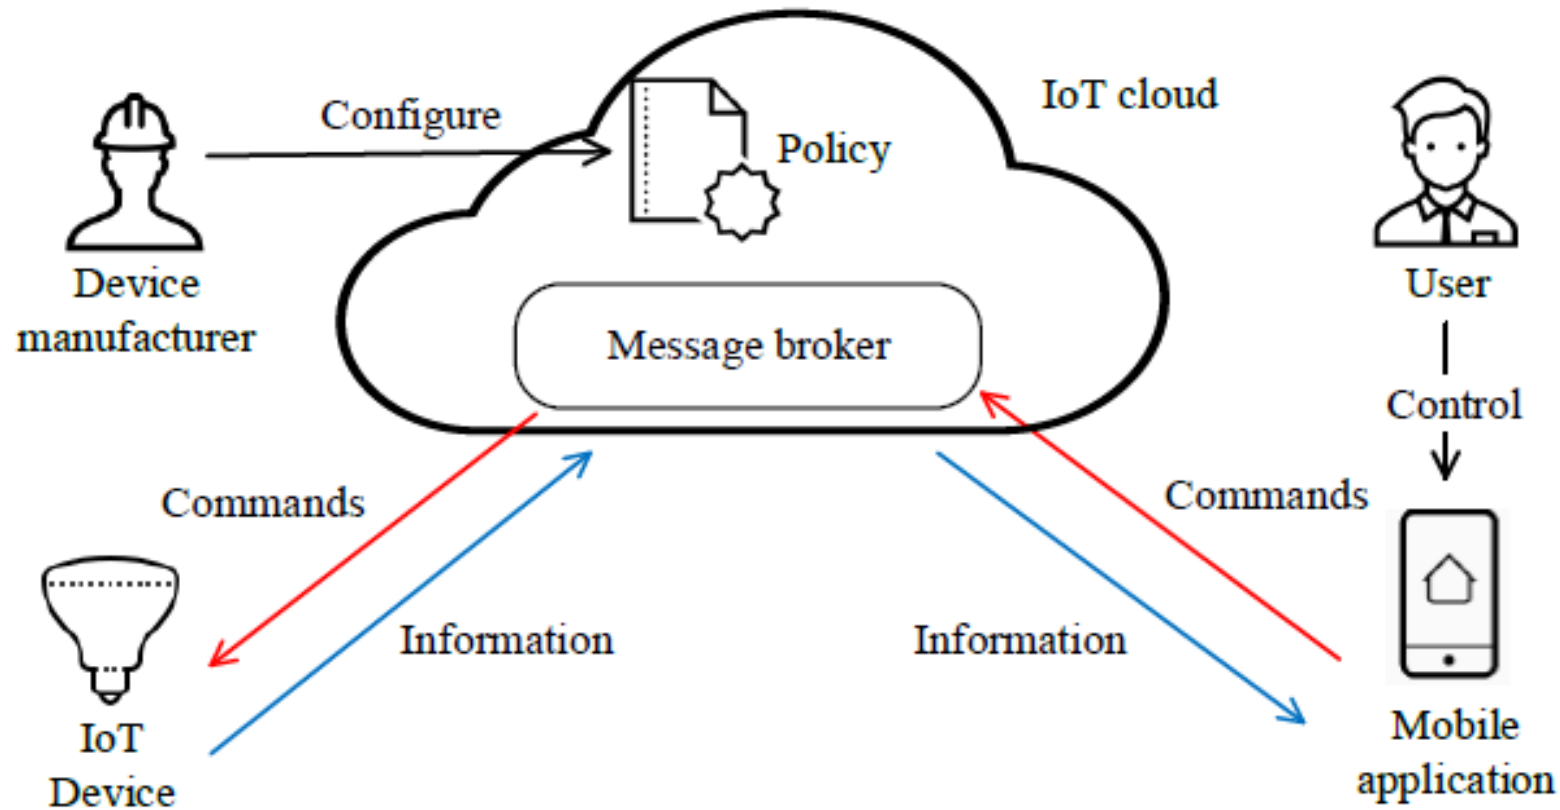 Configure
IoT cloud
Policy
Device
manufacturer
User
Message broker
Control
Commands
Commands
Information
Information
IoT
Device
Mobile
application